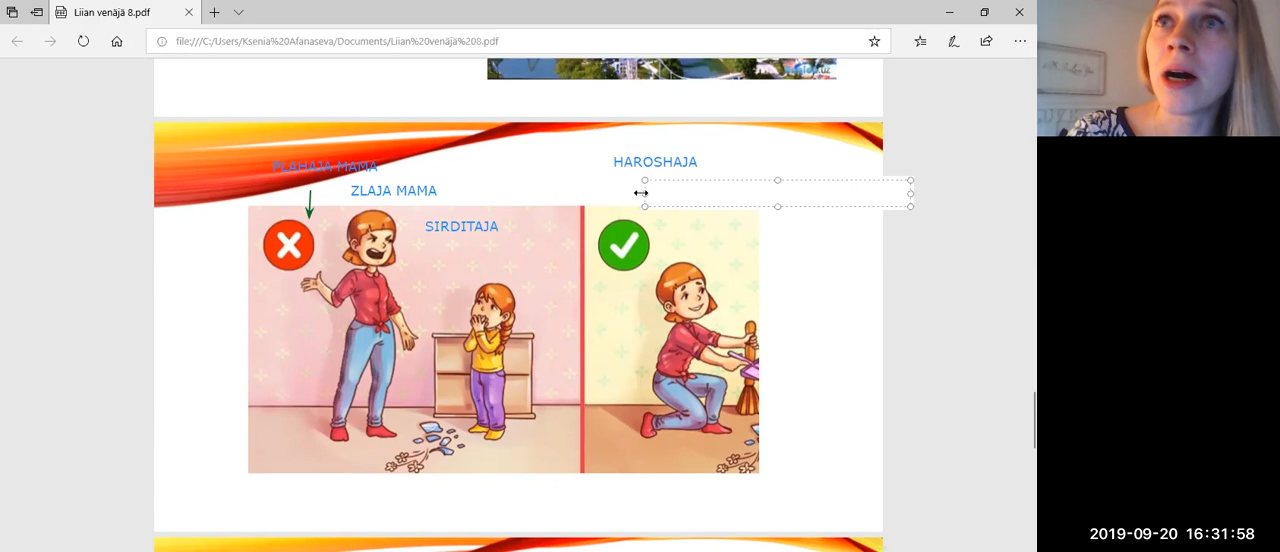 Liian venäjä 8.pdf
file:///C:/Users/Ksenia%20Afanaseva/Documents/Liian%20venäjä%208.pdf
PLAHAJA MAMA
HAROSHAJA
ZLAJA MAMA
SIRDITAJA
2019-09-20 16:31:58